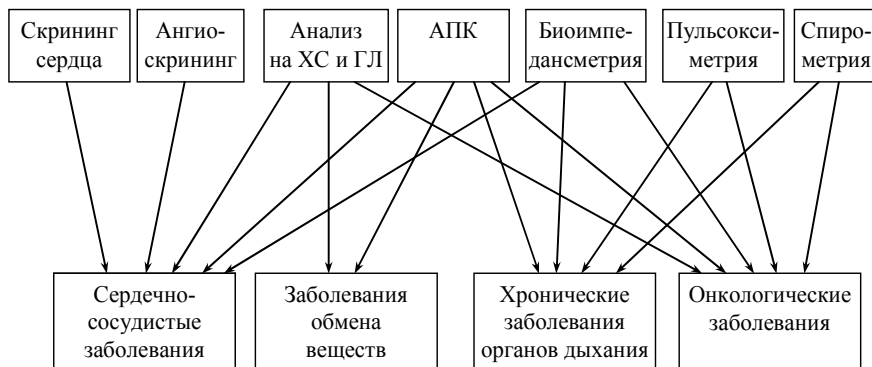 Скрининг
сердца
Ангио-
скрининг
Анализ
на ХС и ГЛ
АПК
Биоимпе-
дансметрия
Пульсокси-
метрия
Спиро-
метрия
Сердечно-
сосудистые
заболевания
Заболевания
обмена
веществ
Хронические
заболевания
органов дыхания
Онкологические
заболевания